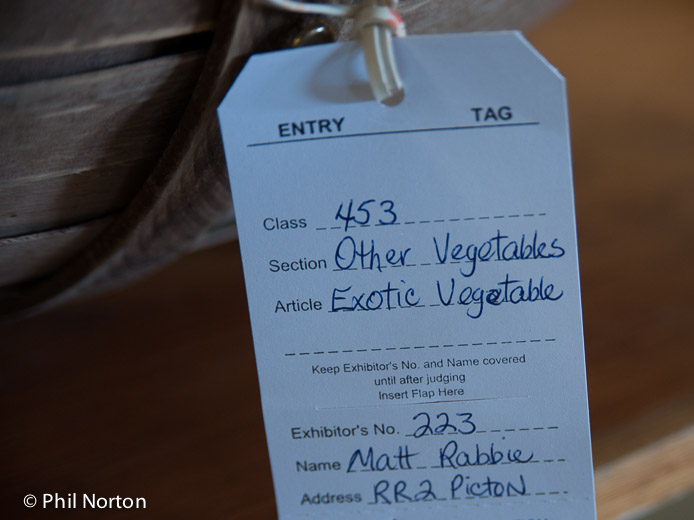 ENTRY TAG
Class 453
Section Other Vegetables
Article Exotic Vegetable
Keep Exhibitor's No. and Name covered
until after judging
Insert Flap Here
Exhibitor's No. 223
Name Matt Rabbie
Address RR2 Picton
© Phil Norton